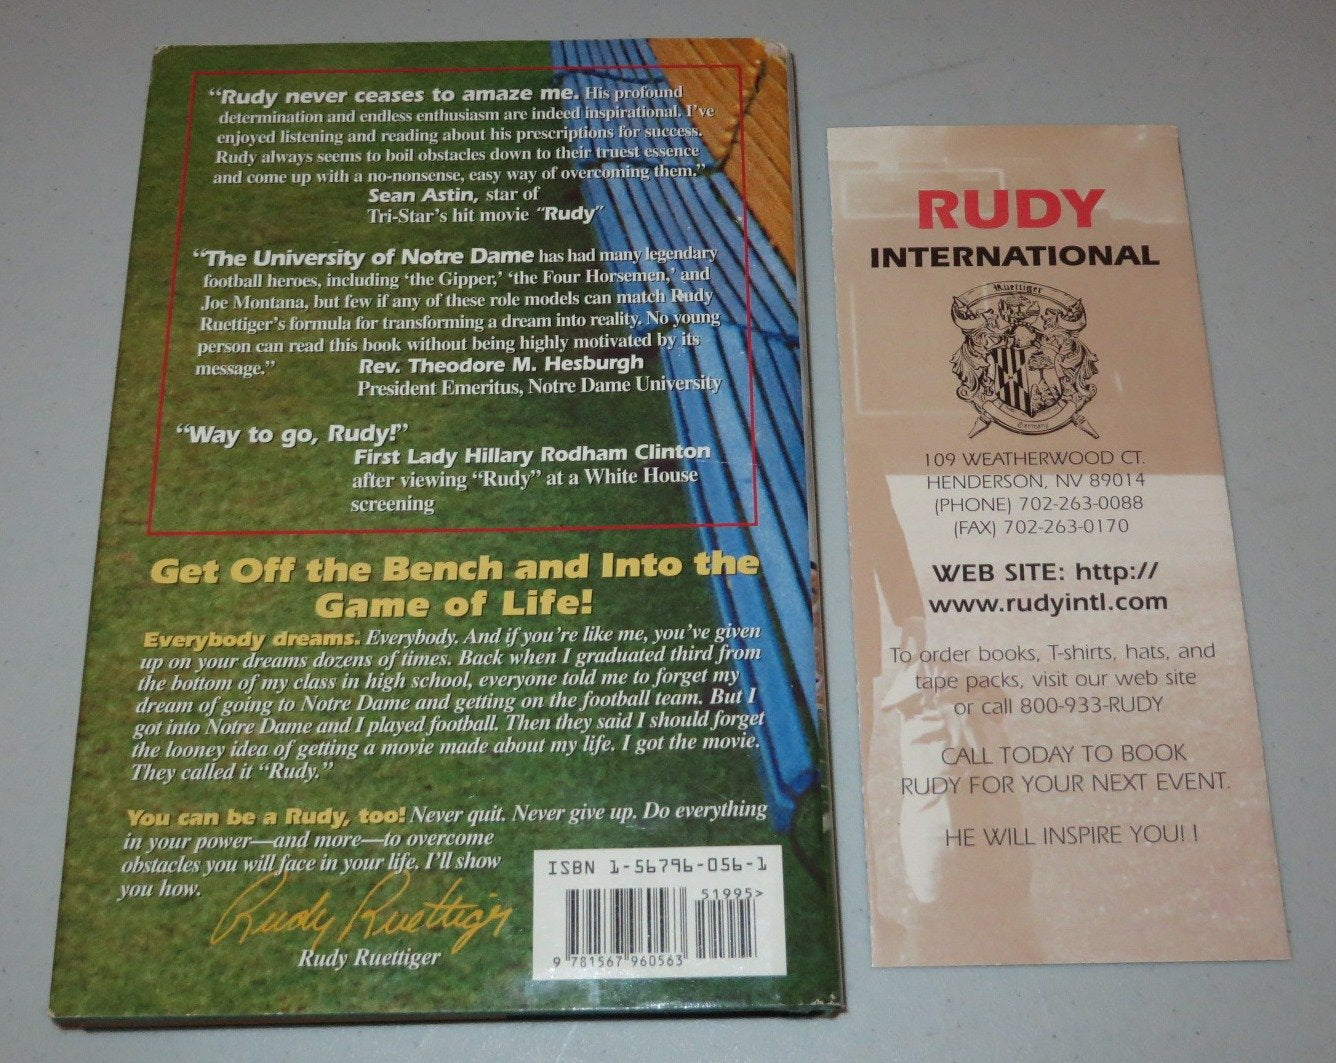 “Rudy never ceases to amaze me. His profound
determination and endless enthusiasm are indeed inspirational. I’ve
enjoyed listening and reading about his prescriptions for success.
Rudy always seems to boil obstacles down to their truest essence
and come up with a no-nonsense, easy way of overcoming them.”
Sean Astin, star of
Tri-Star’s hit movie “Rudy”
“The University of Notre Dame has had many legendary
football heroes, including ‘the Gipper,’ ‘the Four Horsemen,’ and
Joe Montana, but few if any of these role models can match Rudy
Ruettiger’s formula for transforming a dream into reality. No young
person can read this book without being highly motivated by its
message.”
Rev. Theodore M. Hesburgh
President Emeritus, Notre Dame University
“Way to go, Rudy!”
First Lady Hillary Rodham Clinton
after viewing “Rudy” at a White House
screening
Get Off the Bench and Into the
Game of Life!
Everybody dreams. Everybody. And if you’re like me, you’ve given
up on your dreams dozens of times. Back when I graduated third from
the bottom of my class in high school, everyone told me to forget my
dream of going to Notre Dame and getting on the football team. But I
got into Notre Dame and I played football. Then they said I should forget
the looney idea of getting a movie made about my life. I got the movie.
They called it “Rudy.”
You can be a Rudy, too! Never quit. Never give up. Do everything
in your power—and more—to overcome
obstacles you will face in your life. I’ll show
you how.
Rudy Ruettiger
Rudy Ruettiger
ISBN 1-56796-056-1
51995>
9 781567 960563
RUDY
INTERNATIONAL
Ruettiger
Germany
109 WEATHERWOOD CT.
HENDERSON, NV 89014
(PHONE) 702-263-0088
(FAX) 702-263-0170
WEB SITE: http://
www.rudyintl.com
To order books, T-shirts, hats, and
tape packs, visit our web site
or call 800-933-RUDY
CALL TODAY TO BOOK
RUDY FOR YOUR NEXT EVENT.
HE WILL INSPIRE YOU! !